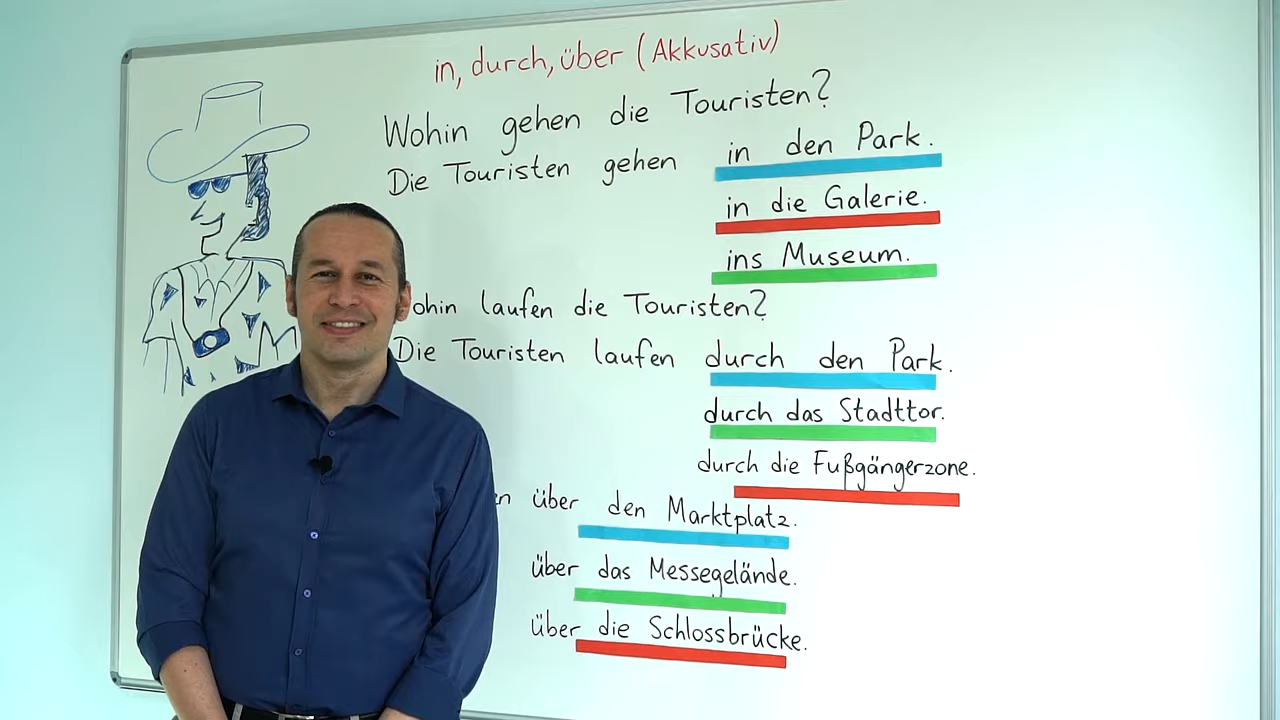 in, durch, über (Akkusativ)
Wohin gehen die Touristen?
Die Touristen gehen in den Park.
in die Galerie.
ins Museum.
ohin laufen die Touristen?
Die Touristen laufen durch den Park.
durch das Stadttor.
durch die Fußgängerzone.
en über den Marktplatz.
über das Messegelände.
über die Schlossbrücke.